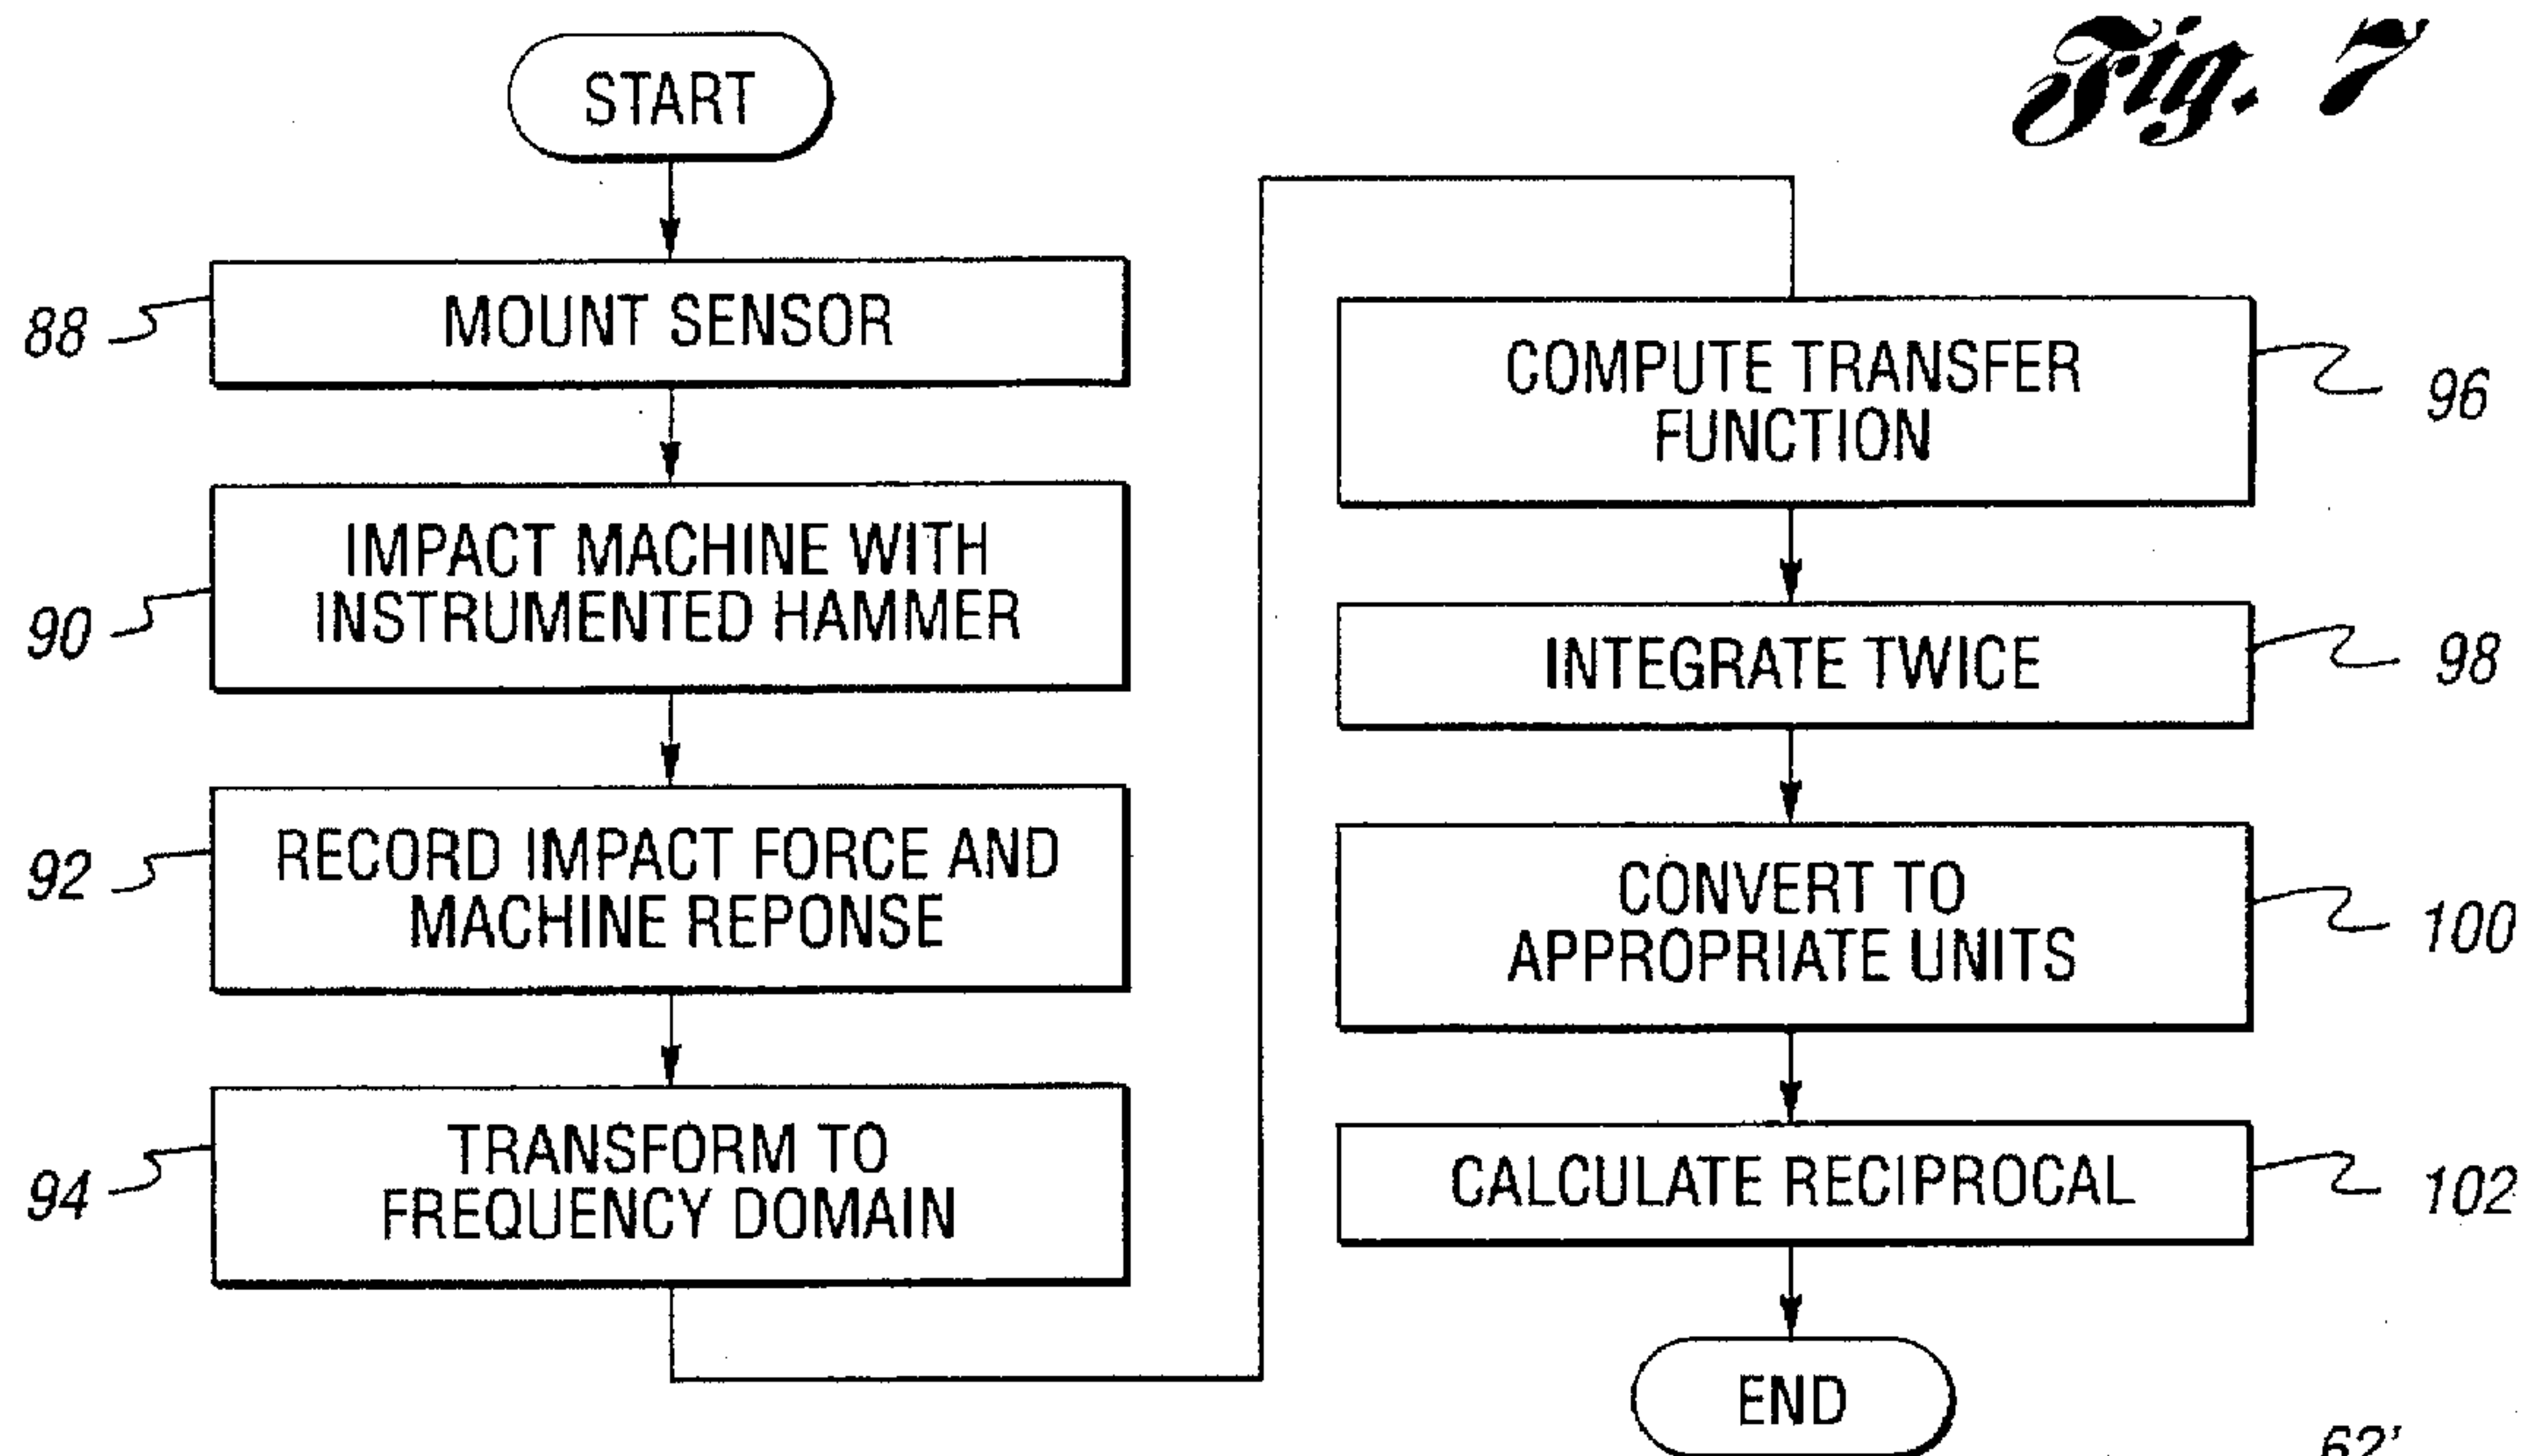 Fig. 7
START
88
MOUNT SENSOR
90
IMPACT MACHINE WITH
INSTRUMENTED HAMMER
92
RECORD IMPACT FORCE AND
MACHINE REPONSE
94
TRANSFORM TO
FREQUENCY DOMAIN
COMPUTE TRANSFER
FUNCTION
96
INTEGRATE TWICE
98
CONVERT TO
APPROPRIATE UNITS
100
CALCULATE RECIPROCAL
102
END
62'